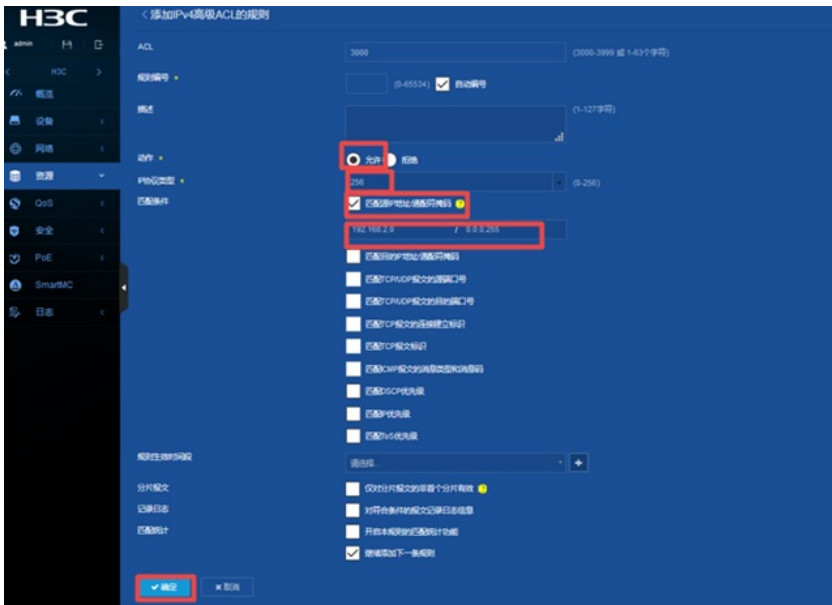 H3C
<添加IPv4高级ACL的规则
admin
H3C
概览
设备
网络
资源
QoS
安全
PoE
SmartMC
日志
ACL
3000
(3000-3999 或 1-63个字符)
规则编号 *
(0-65534) 自动编号
描述
(1-127字符)
动作 *
允许 拒绝
IP协议类型 *
256
(0-256)
匹配条件
匹配源IP地址/通配符掩码 ?
192.168.2.0 / 0.0.0.255
匹配目的IP地址/通配符掩码
匹配TCP/UDP报文的源端口号
匹配TCP/UDP报文的目的端口号
匹配TCP报文的连接建立标识
匹配TCP报文标识
匹配ICMP报文的消息类型和消息码
匹配DSCP优先级
匹配IP优先级
匹配ToS优先级
规则生效时间段
请选择...
分片报文
仅对分片报文的非首个分片有效 ?
记录日志
对符合条件的报文记录日志信息
匹配统计
开启本规则的匹配统计功能
继续添加下一条规则
确定
取消